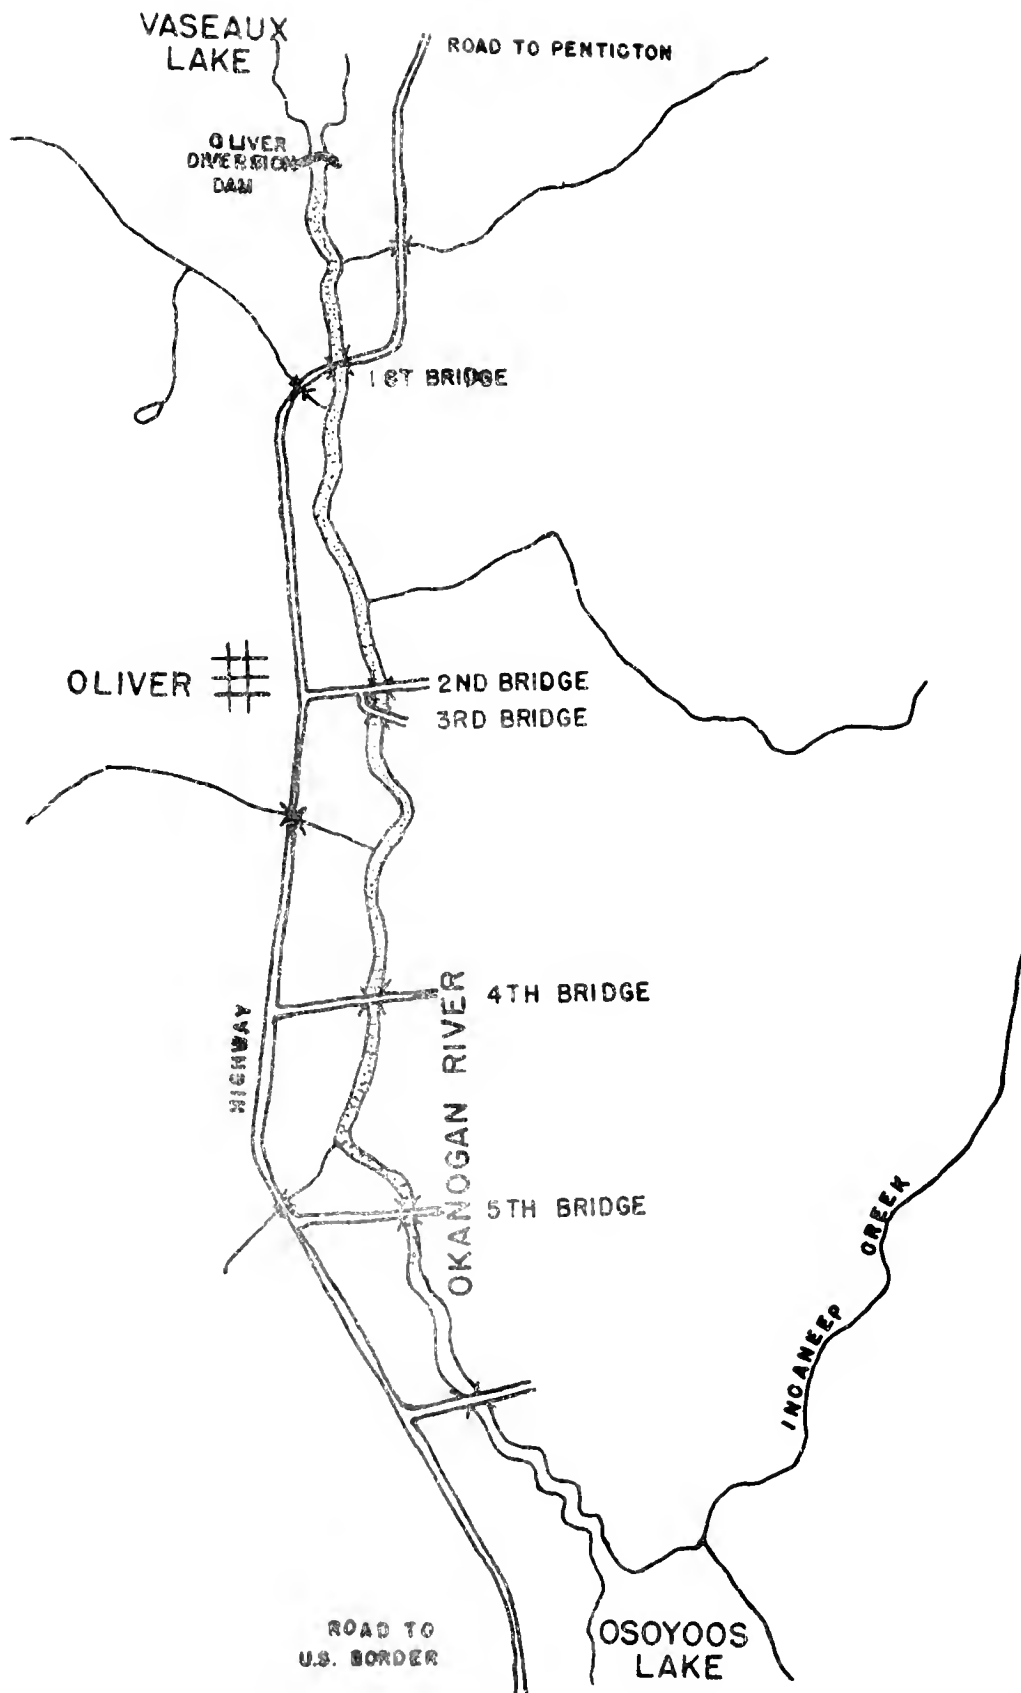 VASEAUX
LAKE
ROAD TO PENTICTON
OLIVER
DIVERSION
DAM
1ST BRIDGE
OLIVER
2ND BRIDGE
3RD BRIDGE
4TH BRIDGE
OKANOGAN RIVER
HIGHWAY
5TH BRIDGE
INCANEEP CREEK
ROAD TO
U.S. BORDER
OSOYOOS
LAKE